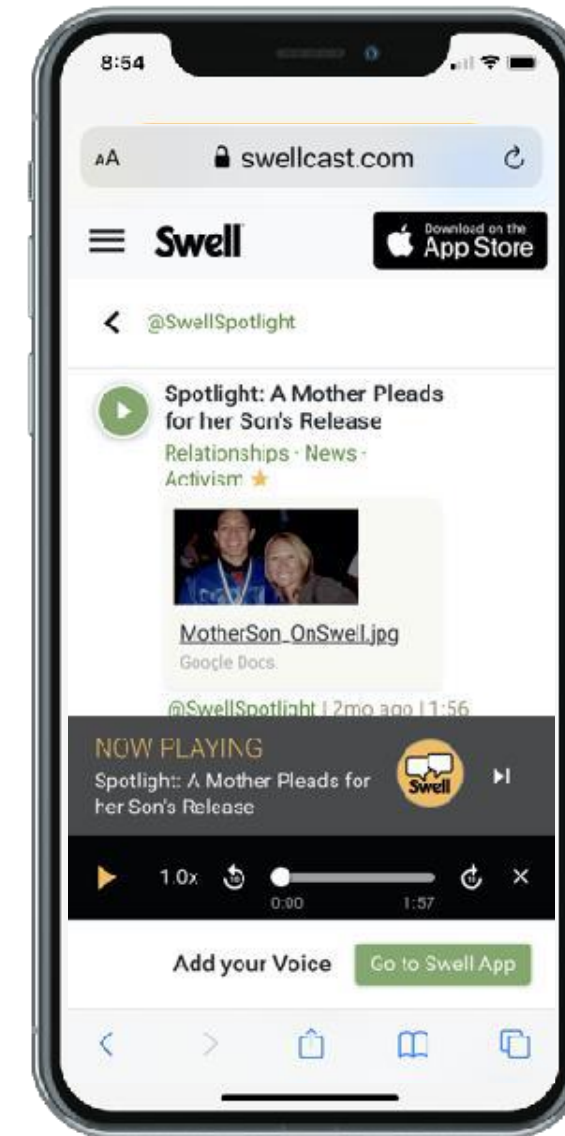 8:54
AA swellcast.com
Swell Download on the
App Store
@SwellSpotlight
Spotlight: A Mother Pleads
for her Son's Release
Relationships · News ·
Activism
MotherSon_OnSwell.jpg
Google Docs
@SwellSpotlight | 2mo ago | 1:56
NOW PLAYING
Spotlight: A Mother Pleads for
her Son's Release
Swell
1.0x
0:00 1:57
Add your Voice Go to Swell App